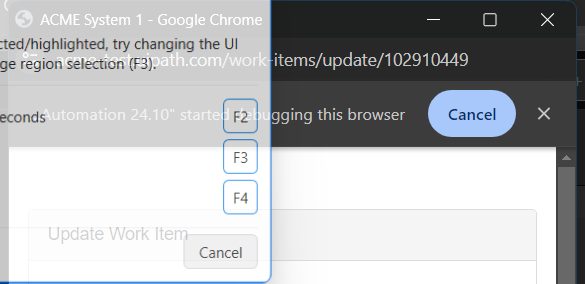 ACME System 1 - Google Chrome
cted/highlighted, try changing the UI
ge region selection (F3).
path.com/work-items/update/102910449
econds
F2
Automation 24.10" started debugging this browser
Cancel
F3
F4
Update Work Item
Cancel